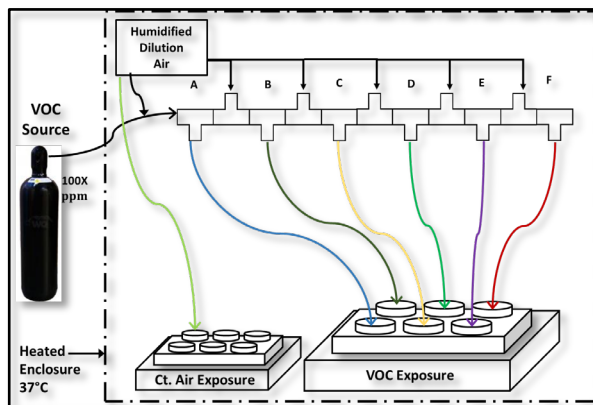 Humidified
Dilution
Air
A
B
C
D
E
F
VOC
Source
100X
ppm
Heated
Enclosure
37°C
Ct. Air Exposure
VOC Exposure